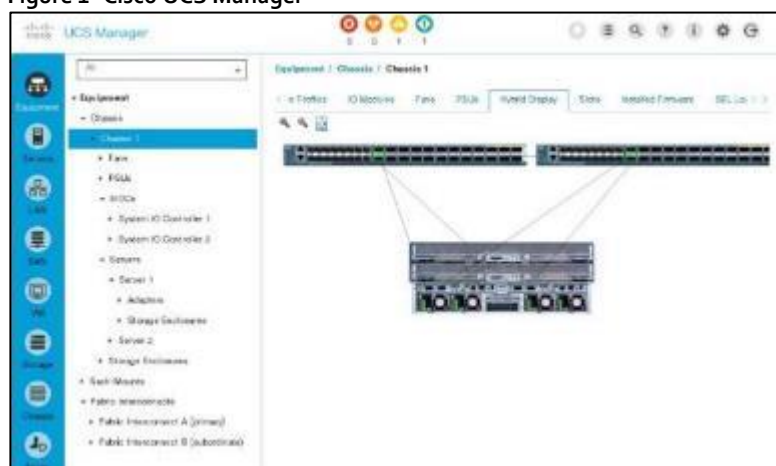 Figure 1 Cisco UCS Manager
UCS Manager
All
Equipment / Chassis / Chassis 1
IO Modules Fans PSUs Hybrid Display Slots Installed Firmware SEL
Equipment
Chassis
Chassis 1
Fans
PSUs
SIOCs
System IO Controller 1
System IO Controller 2
Servers
Server 1
Adapters
Storage Enclosures
Server 2
Storage Enclosures
Rack-Mounts
Fabric Interconnects
Fabric Interconnect A (primary)
Fabric Interconnect B (subordinate)
Equipment
Servers
LAN
SAN
VM
Storage
Chassis